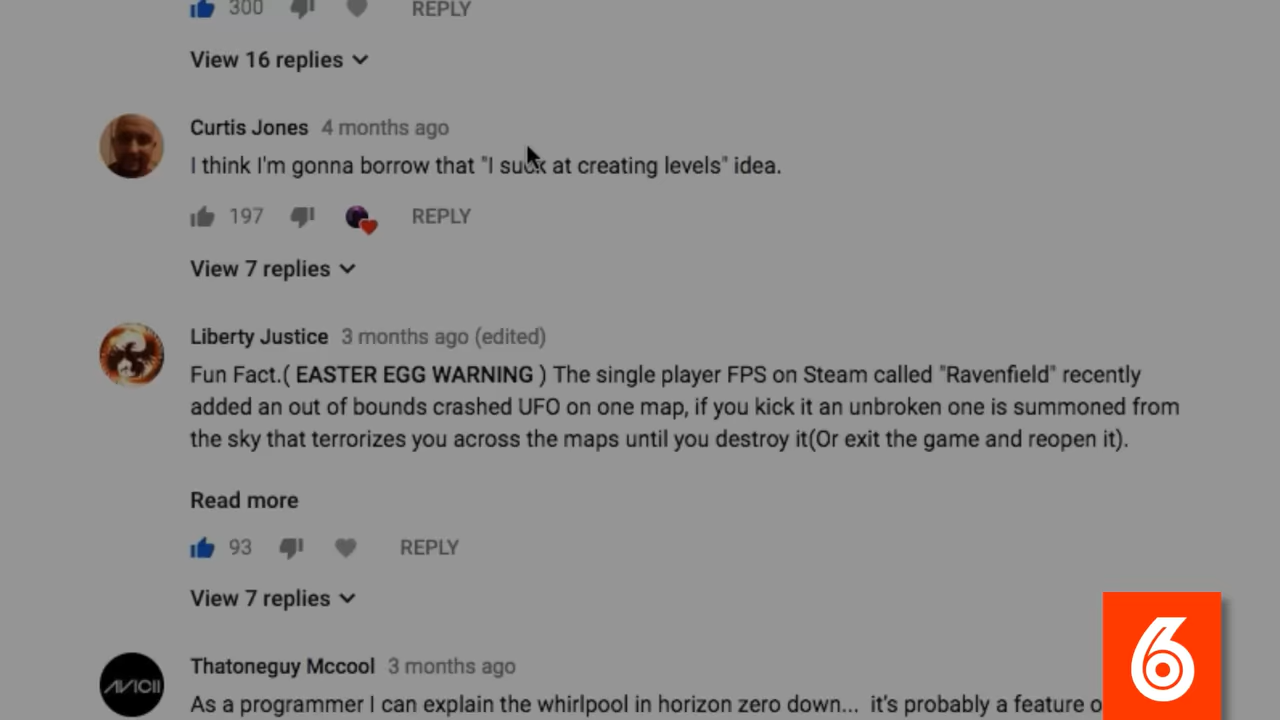 300 REPLY
View 16 replies
Curtis Jones 4 months ago
I think I'm gonna borrow that "I suck at creating levels" idea.
197 REPLY
View 7 replies
Liberty Justice 3 months ago (edited)
Fun Fact.( EASTER EGG WARNING ) The single player FPS on Steam called "Ravenfield" recently
added an out of bounds crashed UFO on one map, if you kick it an unbroken one is summoned from
the sky that terrorizes you across the maps until you destroy it(Or exit the game and reopen it).
Read more
93 REPLY
View 7 replies
Thatoneguy Mccool 3 months ago
AVICII
As a programmer I can explain the whirlpool in horizon zero down... it's probably a feature o
6